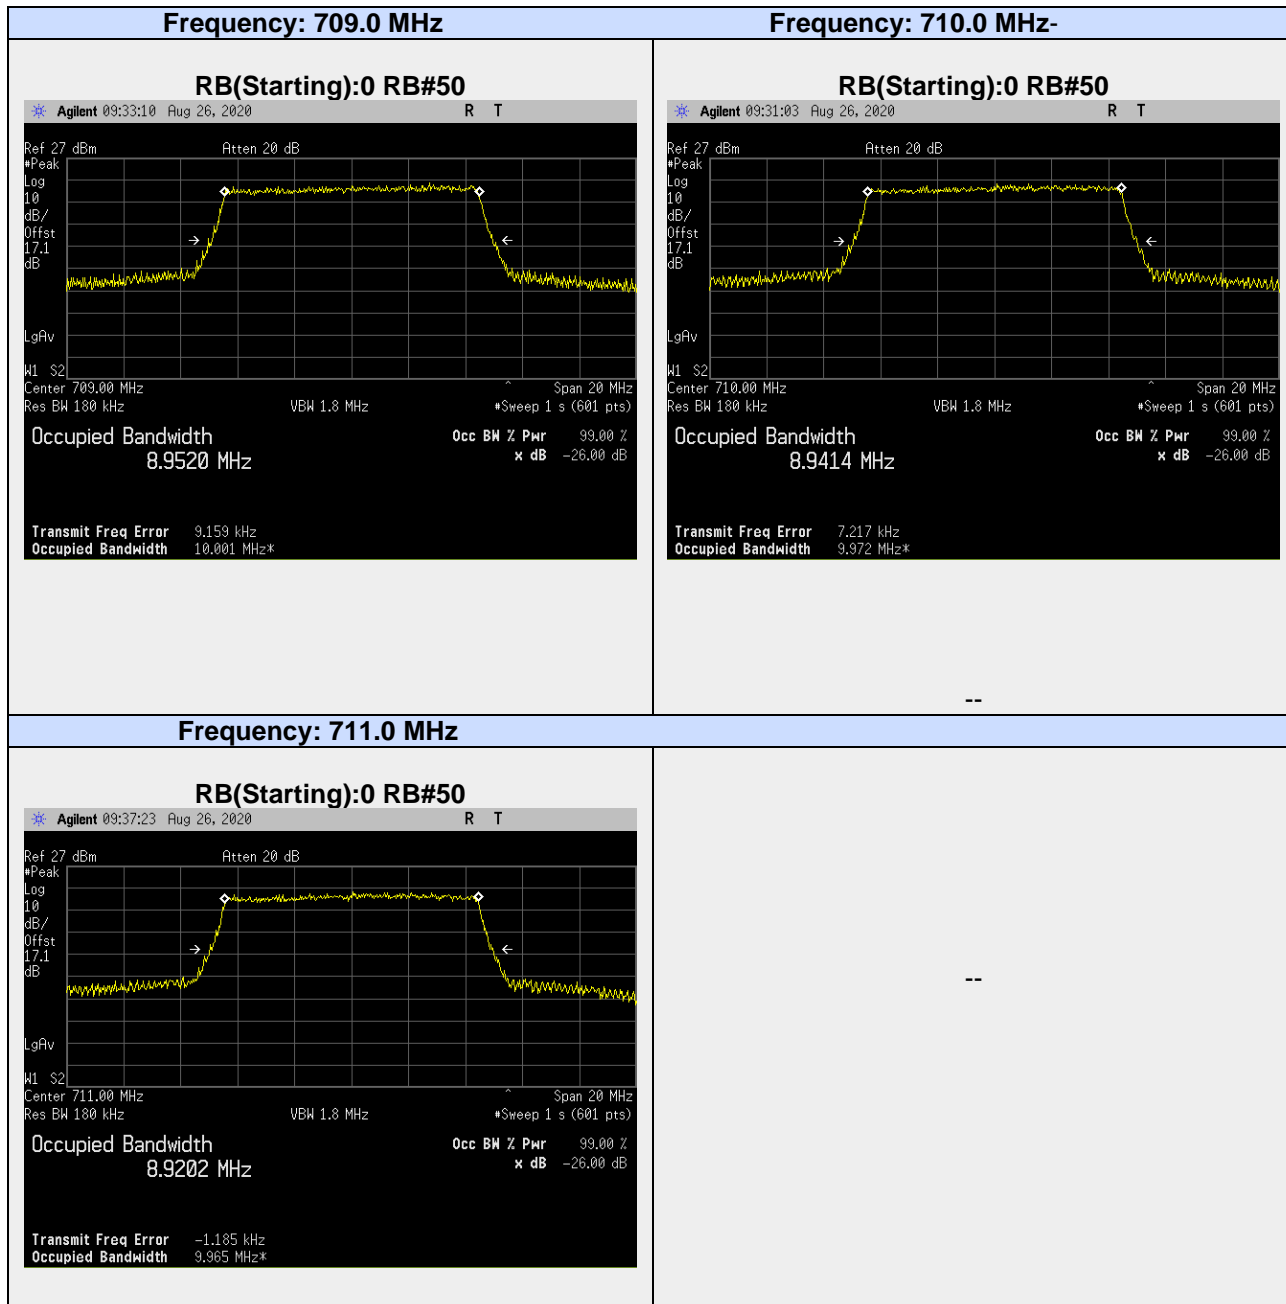 Frequency: 709.0 MHz
Frequency: 710.0 MHz-
RB(Starting):0 RB#50
Agilent 09:33:10 Aug 26, 2020 R T
Ref 27 dBm Atten 20 dB
#Peak
Log
10
dB/
Offst
17.1
dB
LgAv
W1 S2
Center 709.00 MHz ^ Span 20 MHz
Res BW 180 kHz VBW 1.8 MHz #Sweep 1 s (601 pts)
Occupied Bandwidth Occ BW % Pwr 99.00 %
8.9520 MHz x dB -26.00 dB
Transmit Freq Error 9.159 kHz
Occupied Bandwidth 10.001 MHz*
RB(Starting):0 RB#50
Agilent 09:31:03 Aug 26, 2020 R T
Ref 27 dBm Atten 20 dB
#Peak
Log
10
dB/
Offst
17.1
dB
LgAv
W1 S2
Center 710.00 MHz ^ Span 20 MHz
Res BW 180 kHz VBW 1.8 MHz #Sweep 1 s (601 pts)
Occupied Bandwidth Occ BW % Pwr 99.00 %
8.9414 MHz x dB -26.00 dB
Transmit Freq Error 7.217 kHz
Occupied Bandwidth 9.972 MHz*
--
Frequency: 711.0 MHz
RB(Starting):0 RB#50
Agilent 09:37:23 Aug 26, 2020 R T
Ref 27 dBm Atten 20 dB
#Peak
Log
10
dB/
Offst
17.1
dB
LgAv
W1 S2
Center 711.00 MHz ^ Span 20 MHz
Res BW 180 kHz VBW 1.8 MHz #Sweep 1 s (601 pts)
Occupied Bandwidth Occ BW % Pwr 99.00 %
8.9202 MHz x dB -26.00 dB
Transmit Freq Error -1.185 kHz
Occupied Bandwidth 9.965 MHz*
--